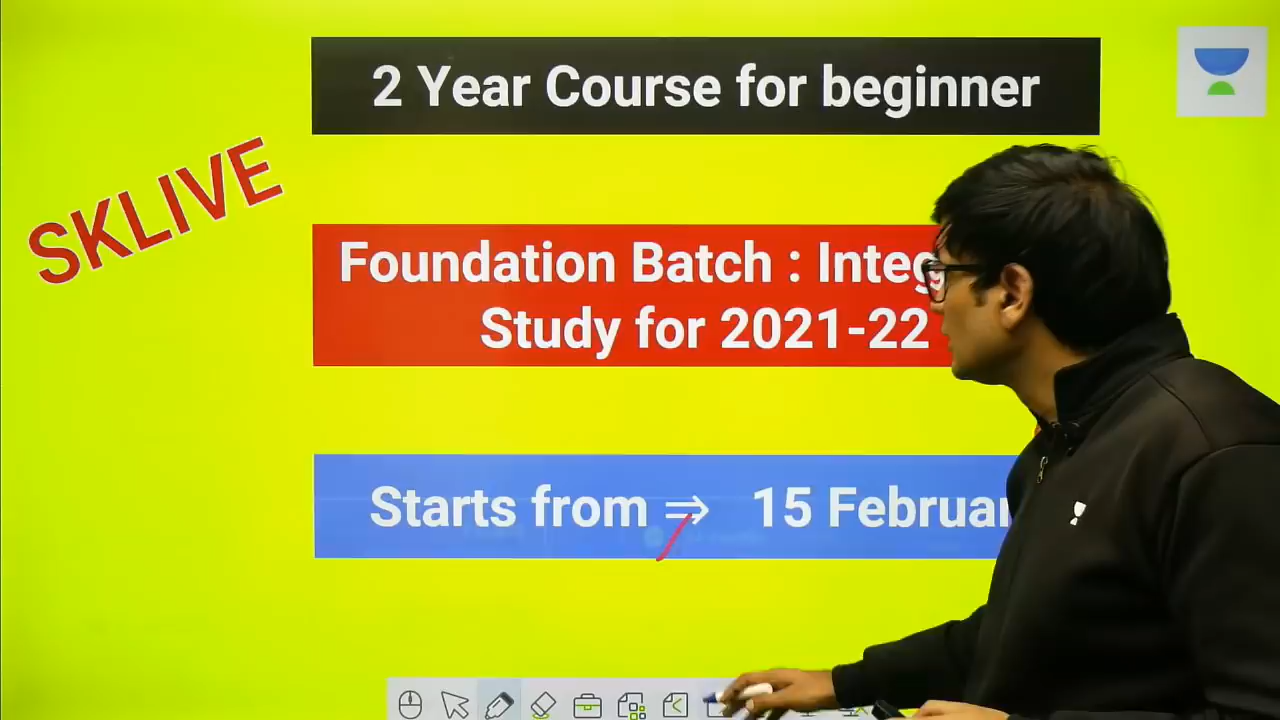 2 Year Course for beginner
SKLIVE
Foundation Batch : Integ
Study for 2021-22
Starts from ⇒ 15 Februar